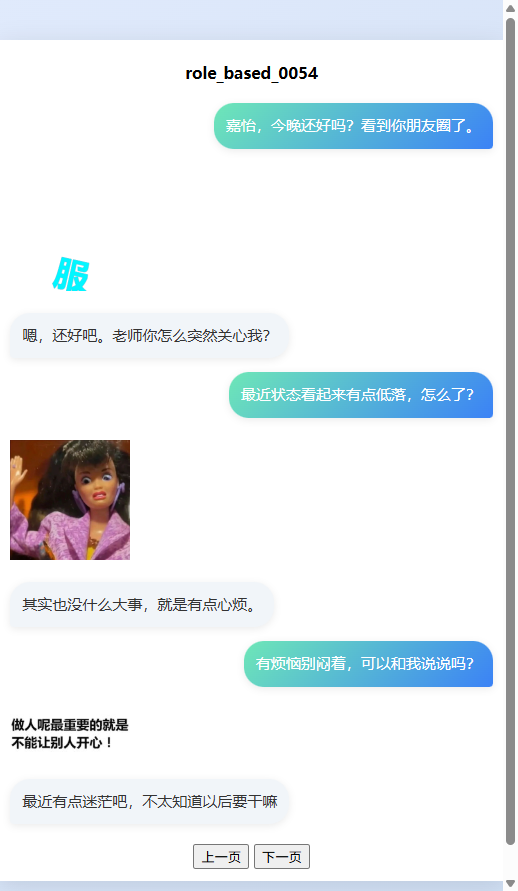 role_based_0054
嘉怡，今晚还好吗？看到你朋友圈了。
服
嗯，还好吧。老师你怎么突然关心我？
最近状态看起来有点低落，怎么了？
其实也没什么大事，就是有点心烦。
有烦恼别闷着，可以和我说说吗？
做人呢最重要的就是
不能让别人开心！
最近有点迷茫吧，不太知道以后要干嘛
上一页 下一页